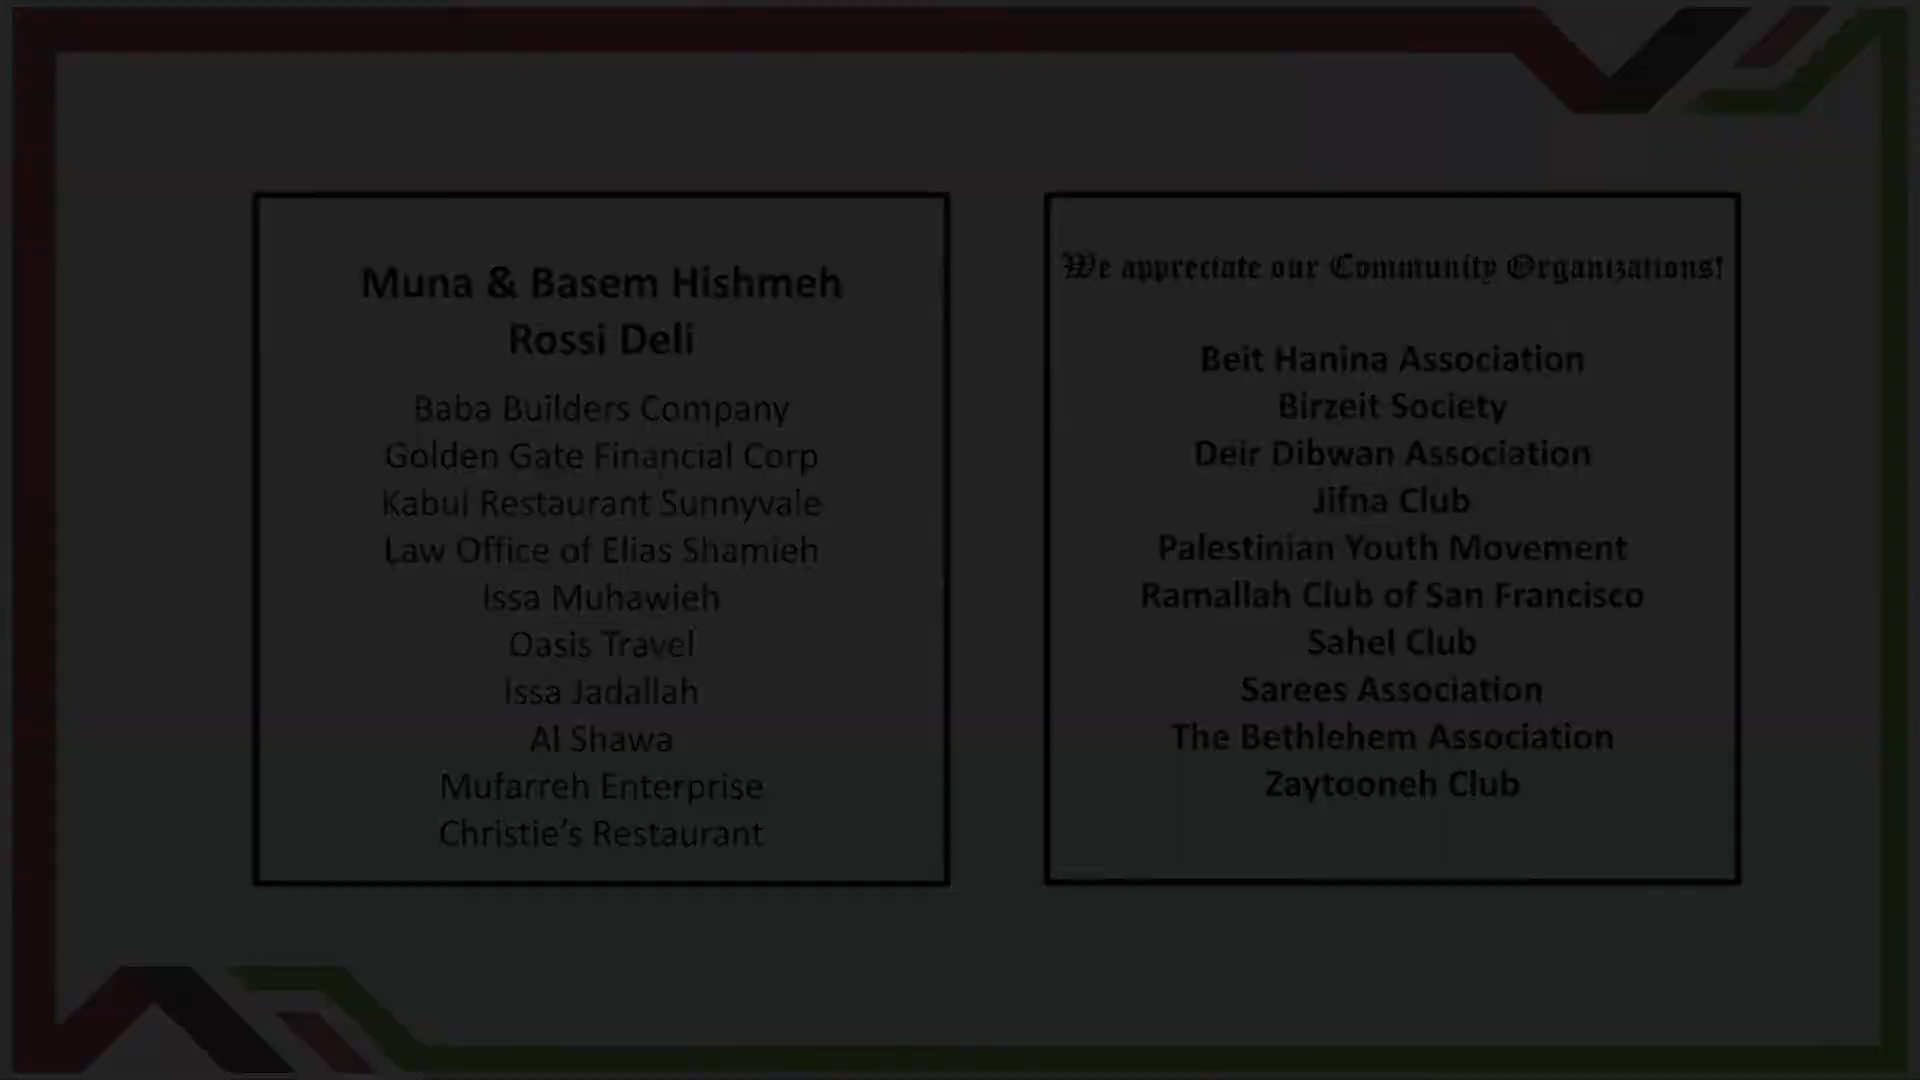 Muna & Basem Hishmeh
Rossi Deli
Baba Builders Company
Golden Gate Financial Corp
Kabul Restaurant Sunnyvale
Law Office of Elias Shamieh
Issa Muhawieh
Oasis Travel
Issa Jadallah
Al Shawa
Mufarreh Enterprise
Christie's Restaurant
We appreciate our Community Organizations!
Beit Hanina Association
Birzeit Society
Deir Dibwan Association
Jifna Club
Palestinian Youth Movement
Ramallah Club of San Francisco
Sahel Club
Sarees Association
The Bethlehem Association
Zaytooneh Club